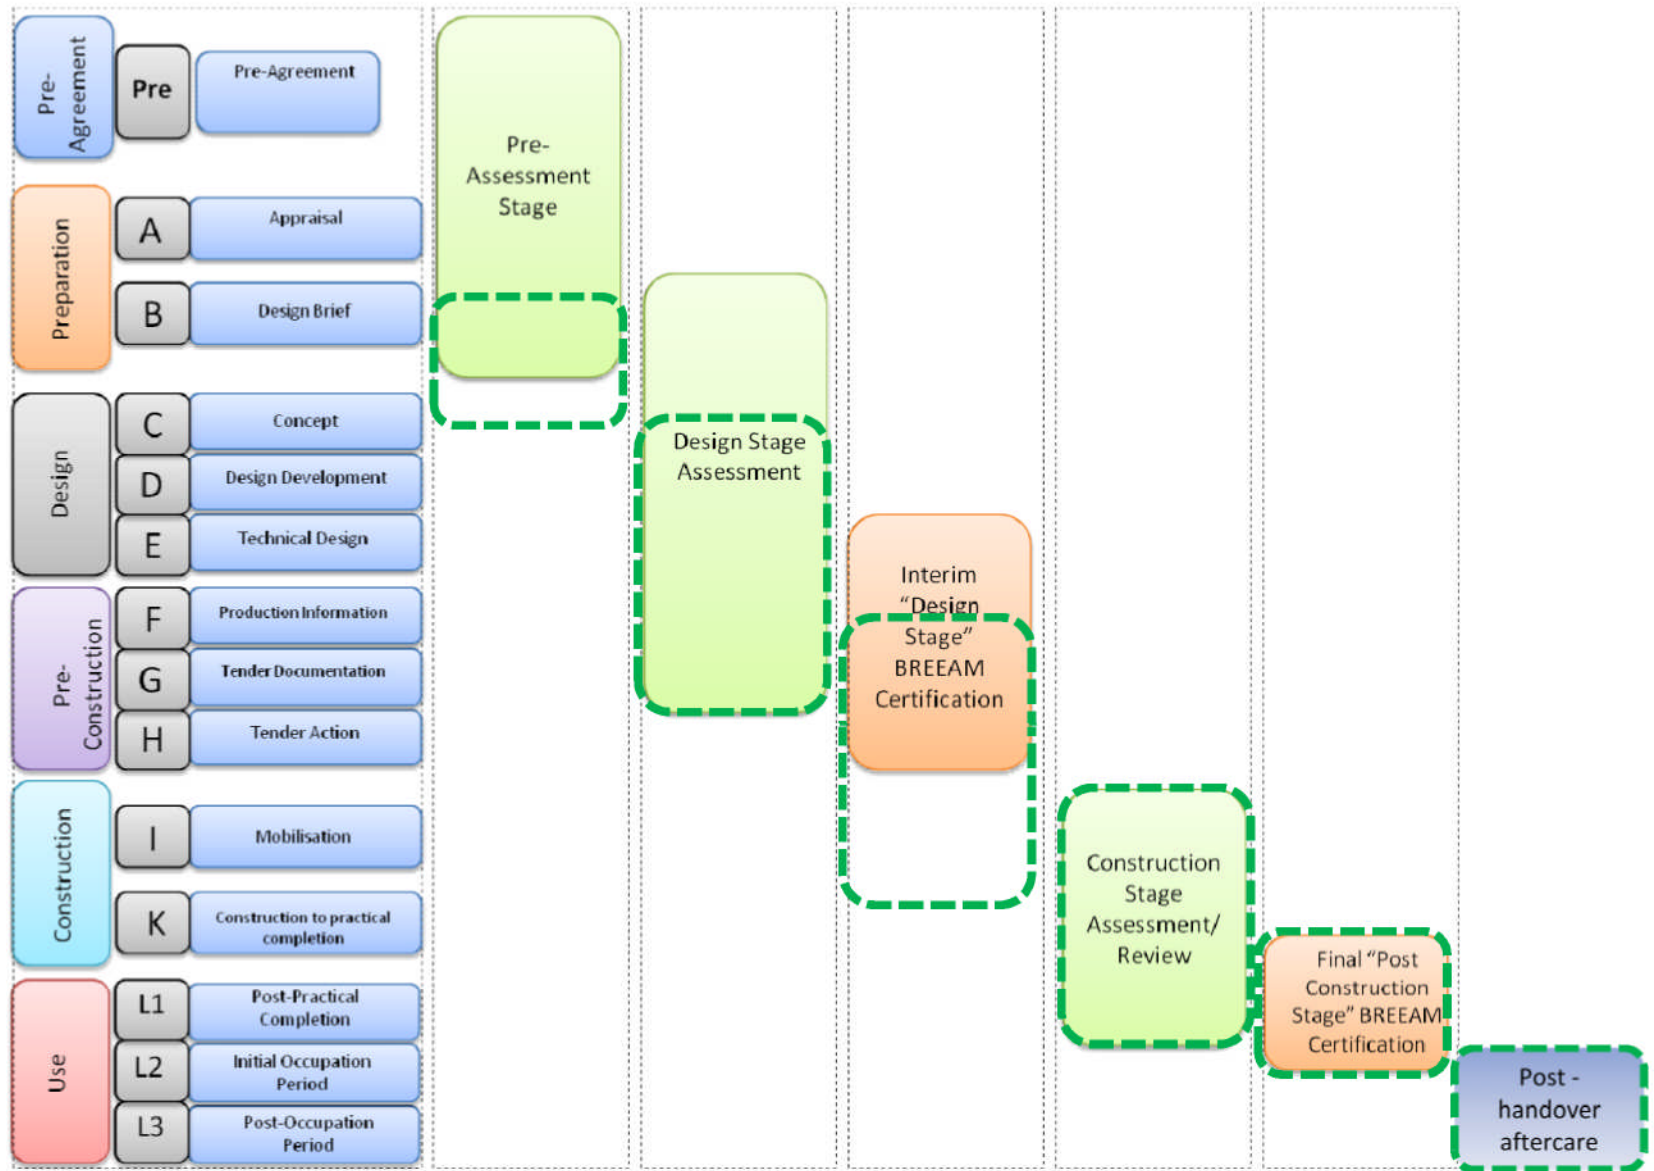 Pre-
Agreement
Pre
Pre-Agreement
Preparation
A
Appraisal
B
Design Brief
Design
C
Concept
D
Design Development
E
Technical Design
Pre-
Construction
F
Production Information
G
Tender Documentation
H
Tender Action
Construction
I
Mobilisation
K
Construction to practical
completion
Use
L1
Post-Practical
Completion
L2
Initial Occupation
Period
L3
Post-Occupation
Period
Pre-
Assessment
Stage
Design Stage
Assessment
Interim
“Design
Stage”
BREEAM
Certification
Construction
Stage
Assessment/
Review
Final “Post
Construction
Stage” BREEAM
Certification
Post -
handover
aftercare